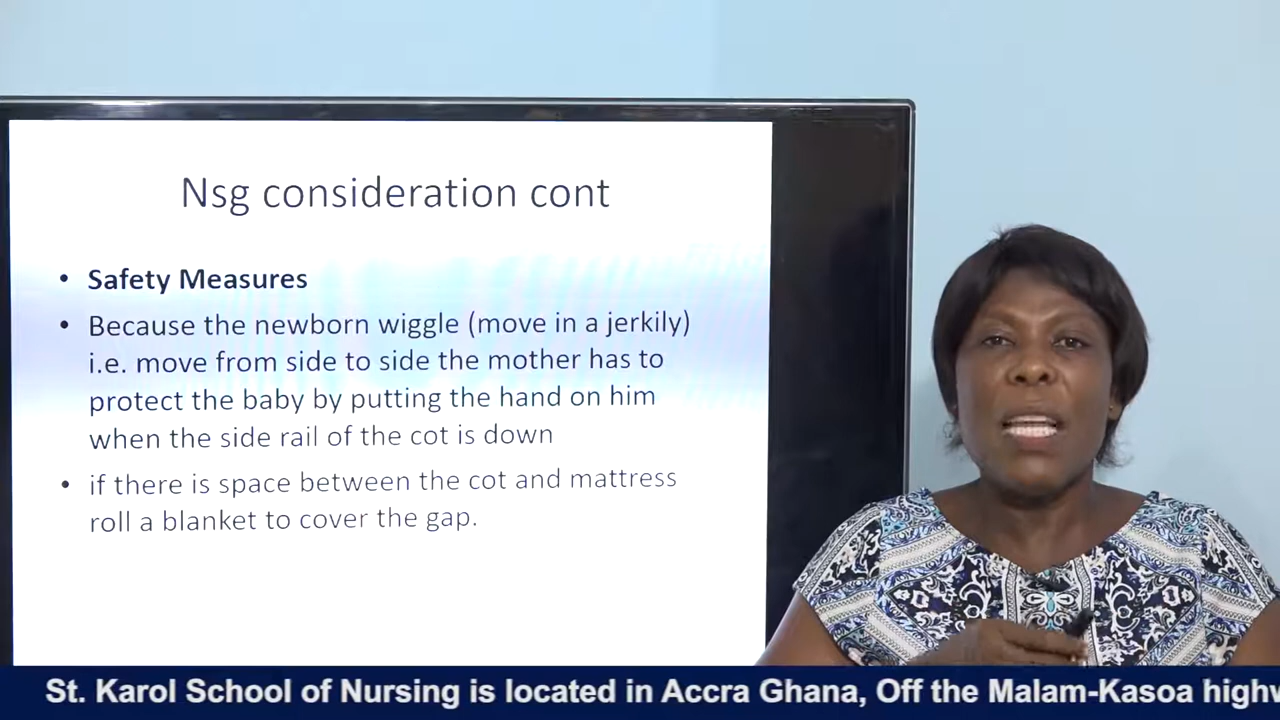 Nsg consideration cont
• Safety Measures
• Because the newborn wiggle (move in a jerkily)
i.e. move from side to side the mother has to
protect the baby by putting the hand on him
when the side rail of the cot is down
• if there is space between the cot and mattress
roll a blanket to cover the gap.
St. Karol School of Nursing is located in Accra Ghana, Off the Malam-Kasoa